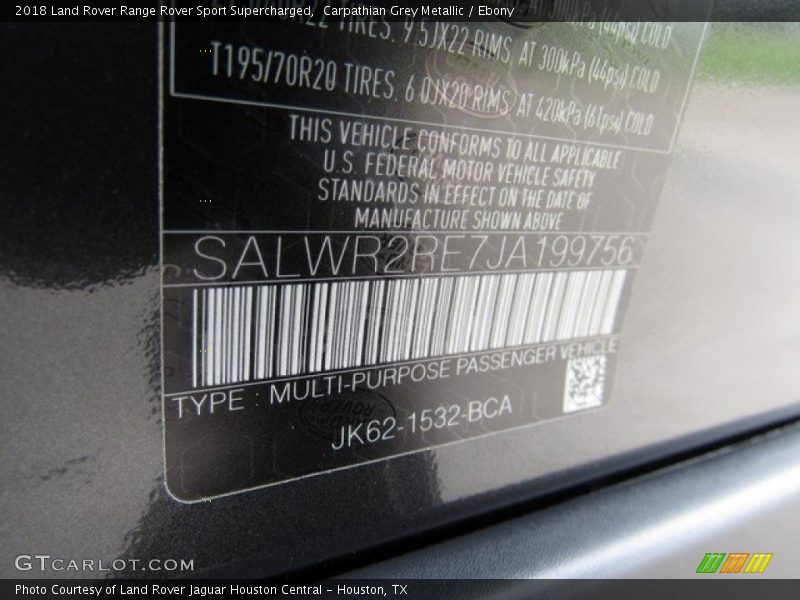 2018 Land Rover Range Rover Sport Supercharged, Carpathian Grey Metallic / Ebony
TIRES. 9.5JX22 RIMS. AT 300kPa (44psi) COLD
T195/70R20 TIRES. 6.0JX20 RIMS. AT 420kPa (61psi) COLD
THIS VEHICLE CONFORMS TO ALL APPLICABLE
U.S. FEDERAL MOTOR VEHICLE SAFETY
STANDARDS IN EFFECT ON THE DATE OF
MANUFACTURE SHOWN ABOVE
SALWR2RE7JA199756
TYPE : MULTI-PURPOSE PASSENGER VEHICLE
JK62-1532-BCA
GTCARLOT.COM
Photo Courtesy of Land Rover Jaguar Houston Central - Houston, TX